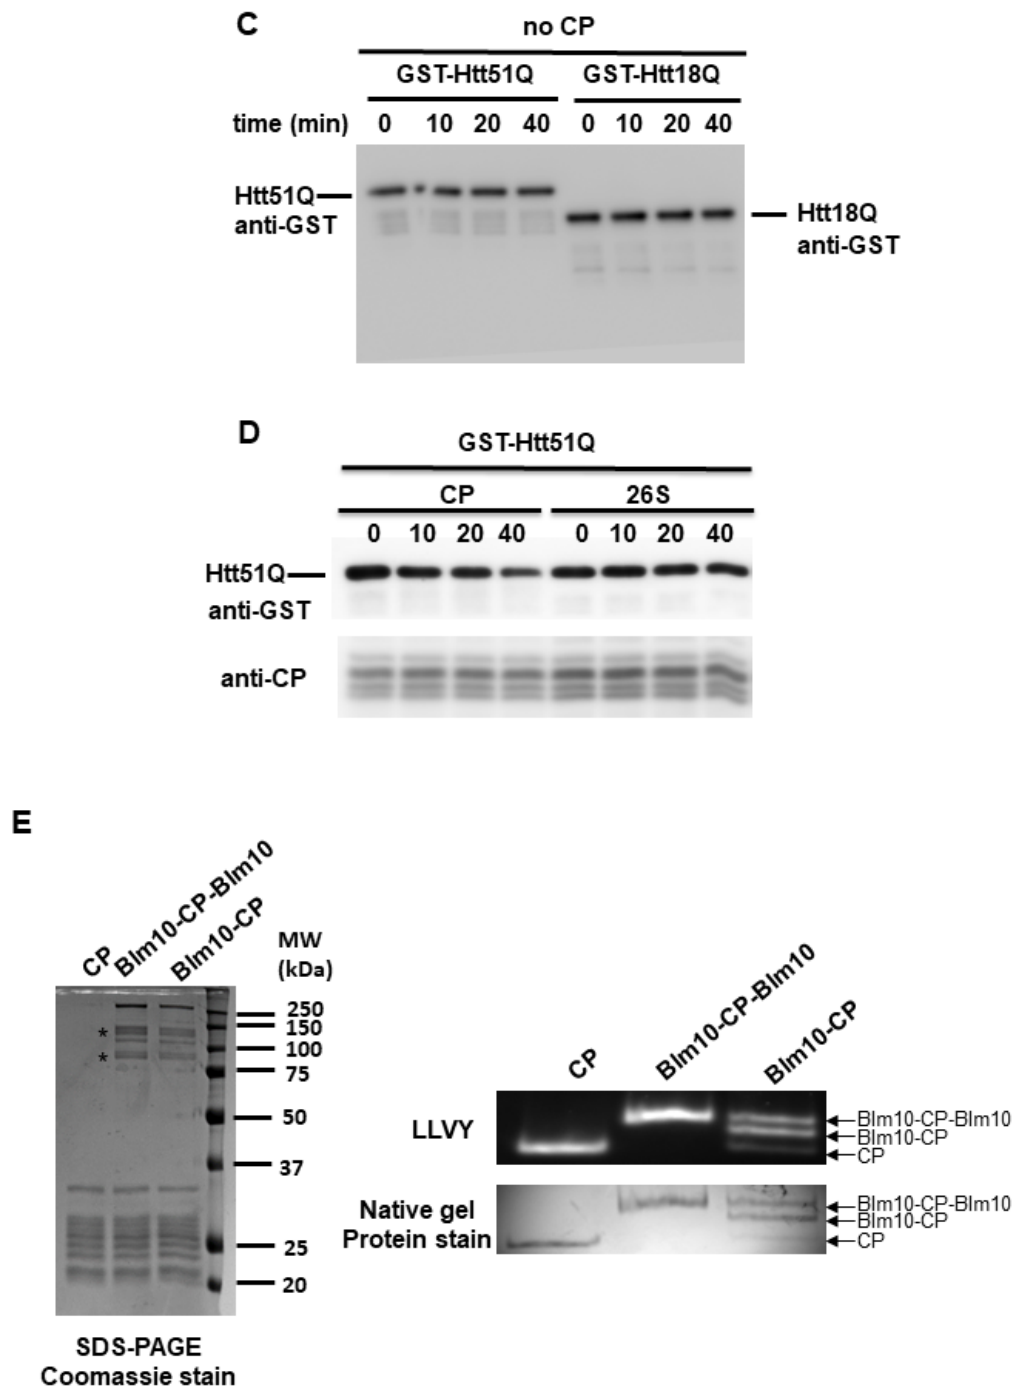 C
no CP
GST-Htt51Q GST-Htt18Q
time (min) 0 10 20 40 0 10 20 40
Htt51Q
anti-GST
Htt18Q
anti-GST
D
GST-Htt51Q
CP 26S
0 10 20 40 0 10 20 40
Htt51Q
anti-GST
anti-CP
E
CP
Blm10-CP-Blm10
Blm10-CP
MW
(kDa)
250
150
100
75
50
37
25
20
*
*
SDS-PAGE
Coomassie stain
CP
Blm10-CP-Blm10
Blm10-CP
LLVY
Blm10-CP-Blm10
Blm10-CP
CP
Native gel
Protein stain
Blm10-CP-Blm10
Blm10-CP
CP